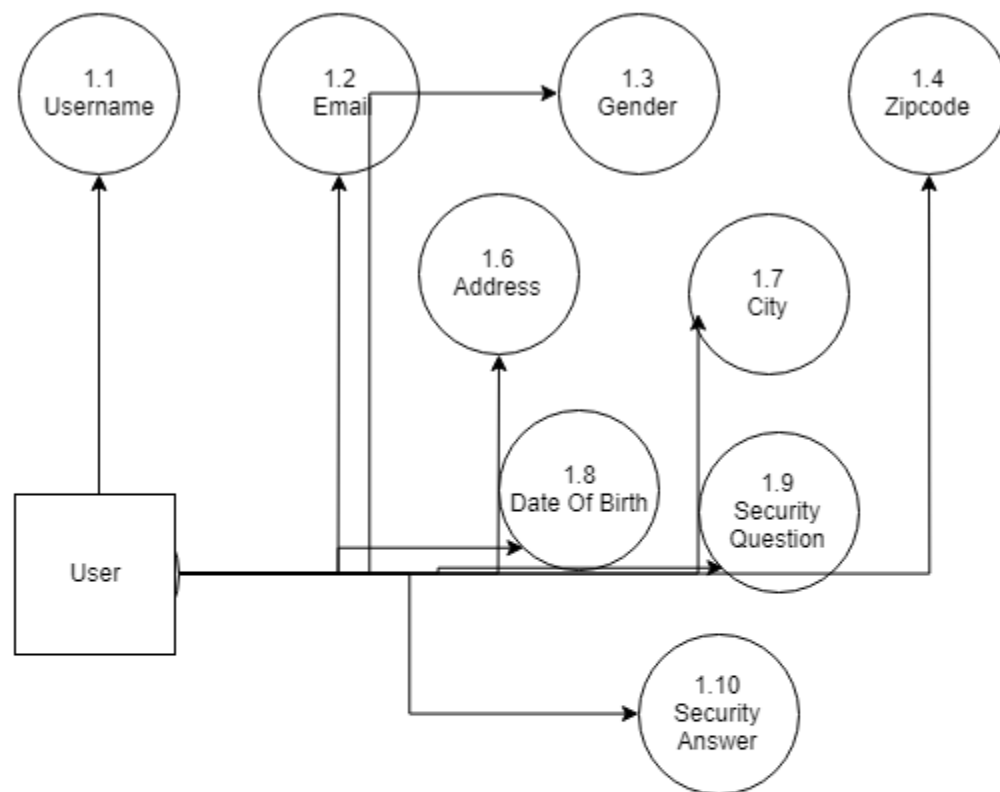 1.1
Username
1.2
Email
1.3
Gender
1.4
Zipcode
1.6
Address
1.7
City
1.8
Date Of Birth
1.9
Security
Question
User
1.10
Security
Answer